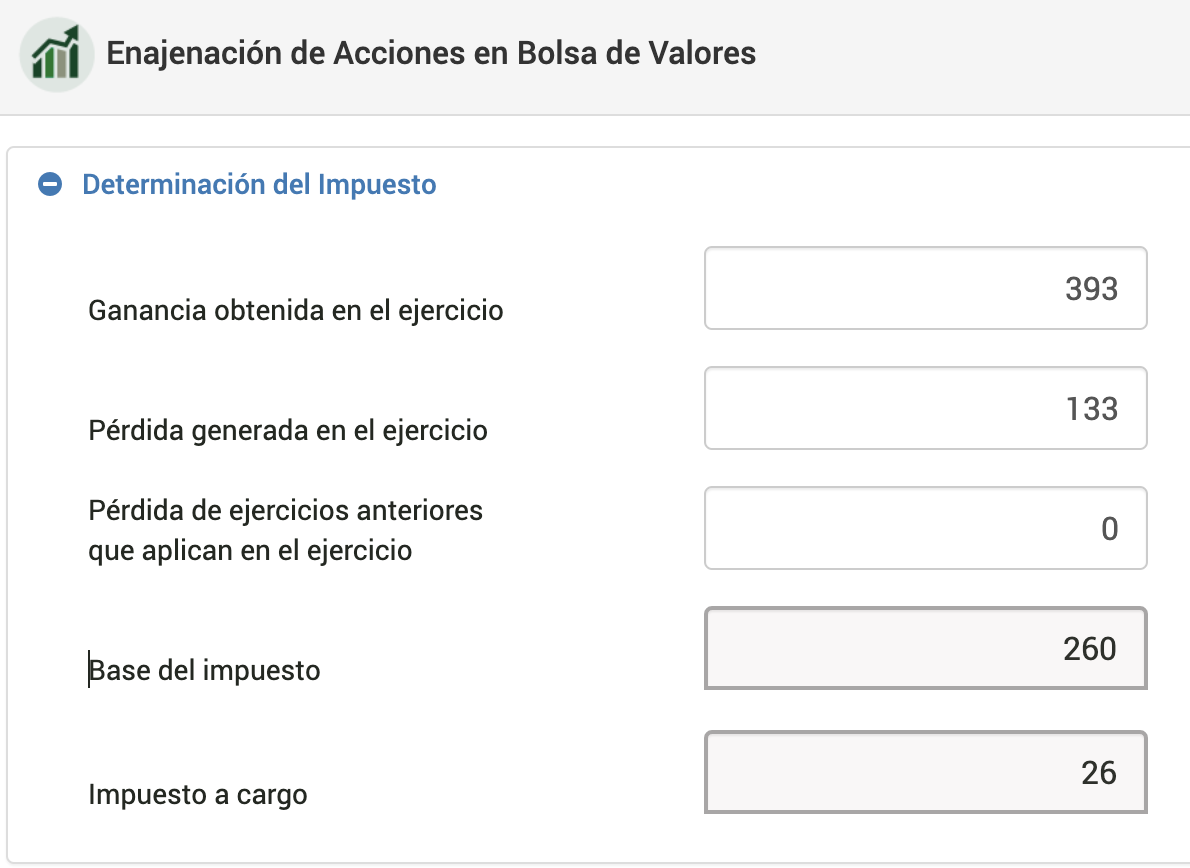 Enajenación de Acciones en Bolsa de Valores
Determinación del Impuesto
Ganancia obtenida en el ejercicio
393
Pérdida generada en el ejercicio
133
Pérdida de ejercicios anteriores
que aplican en el ejercicio
0
Base del impuesto
260
Impuesto a cargo
26